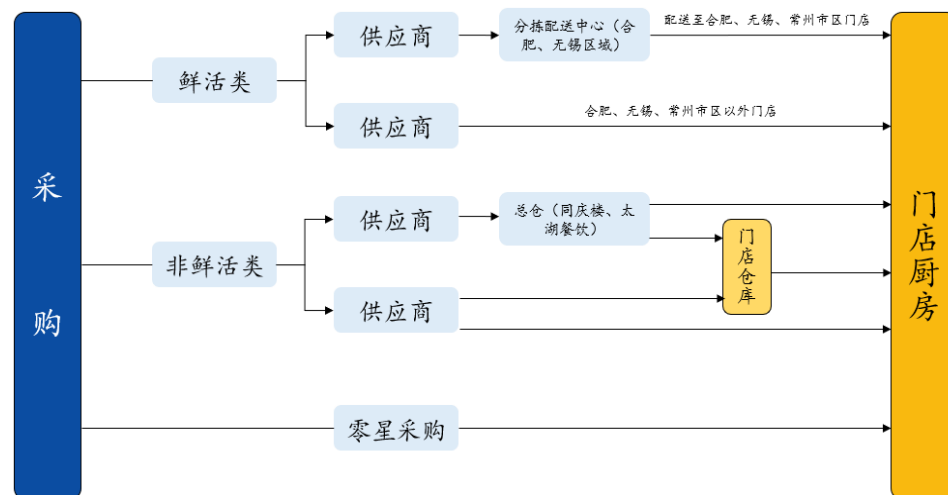 采购
鲜活类
供应商
分拣配送中心（合
肥、无锡区域）
配送至合肥、无锡、常州市区门店
供应商
合肥、无锡、常州市区以外门店
非鲜活类
供应商
总仓（同庆楼、太
湖餐饮）
门店仓库
供应商
零星采购
门店厨房